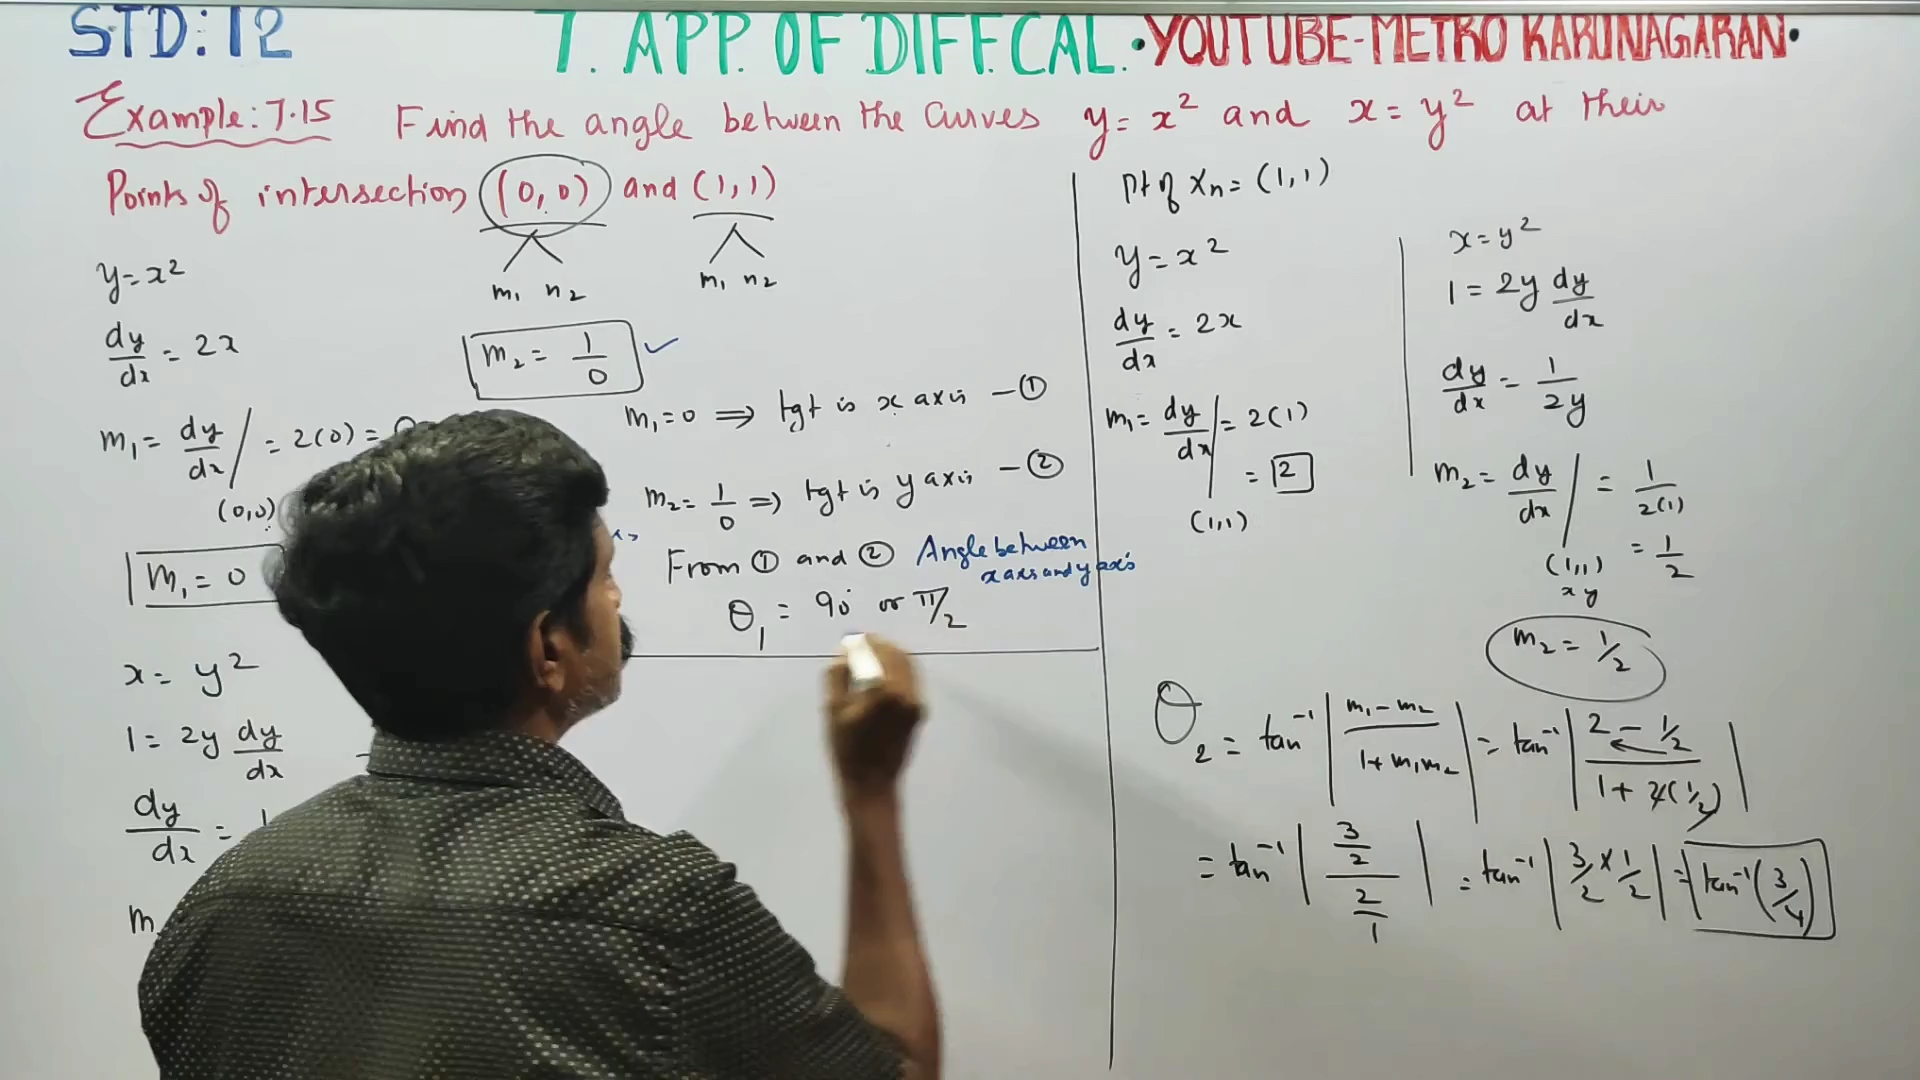 STD:12 7. APP. OF DIFF.CAL. •YOUTUBE-METRO KARUNAGARAN•
Example:7.15 Find the angle between the Curves y = x² and x = y² at their
Points of intersection (0,0) and (1,1)
m₁ n₂
m₁ n₂
y = x²
dy/dx = 2x
m₁ = dy/dx / = 2(0) =
(0,0)
m₁ = 0
x = y²
1 = 2y dy/dx
dy/dx =
m
m₂ = 1/0 ✓
m₁ = 0 ⇒ tgt is x axis –①
m₂ = 1/0 ⇒ tgt is y axis –②
From ① and ② Angle between
x axis and y axis
θ₁ = 90° or π/2
Pt of Xn = (1,1)
y = x²
dy/dx = 2x
m₁ = dy/dx | = 2(1)
= 2
(1,1)
x = y²
1 = 2y dy/dx
dy/dx = 1/2y
m₂ = dy/dx / = 1/2(1)
(1,1) = 1/2
x y
m₂ = 1/2
θ₂ = tan⁻¹ | m₁ – m₂ / 1 + m₁m₂ | = tan⁻¹ | 2 – 1/2 / 1 + 2(1/2) |
= tan⁻¹ | 3/2 / 2/1 | = tan⁻¹ | 3/2 × 1/2 | = tan⁻¹(3/4)